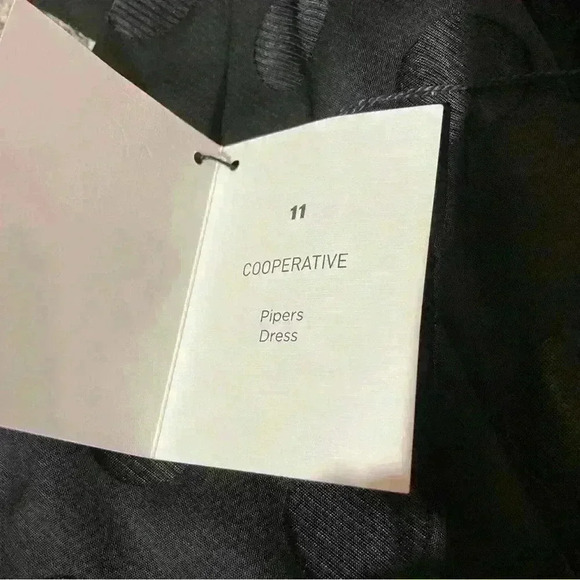 11
COOPERATIVE
Pipers
Dress